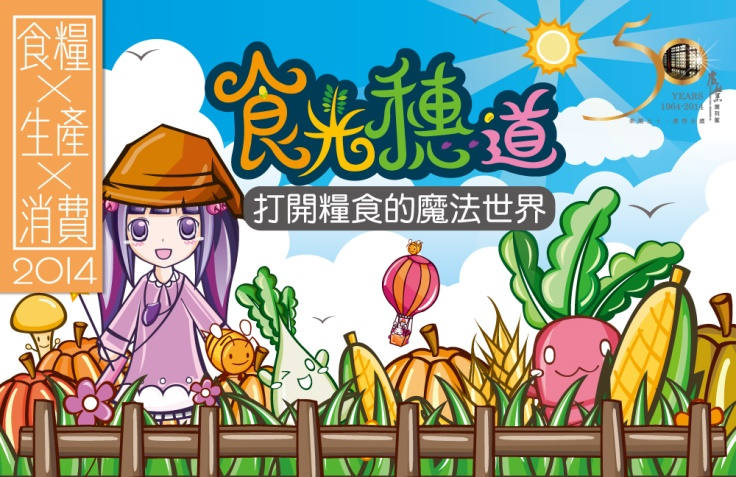 食糧
×
生產
×
消費
2014
食光穗道
打開糧食的魔法世界
50
YEARS
1964-2014